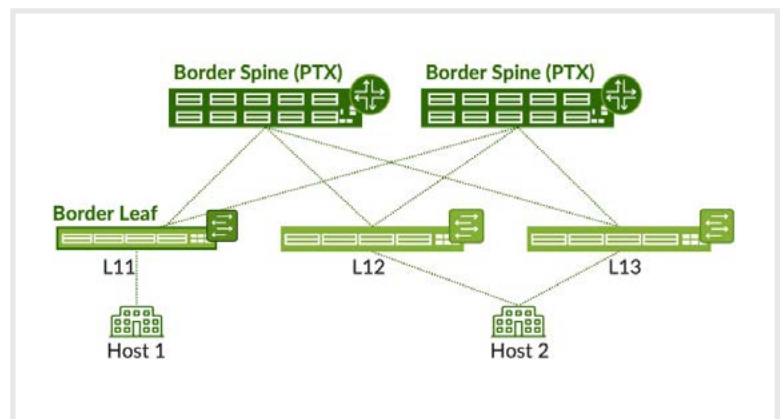 Border Spine (PTX) Border Spine (PTX)
Border Leaf
L11 L12 L13
Host 1 Host 2